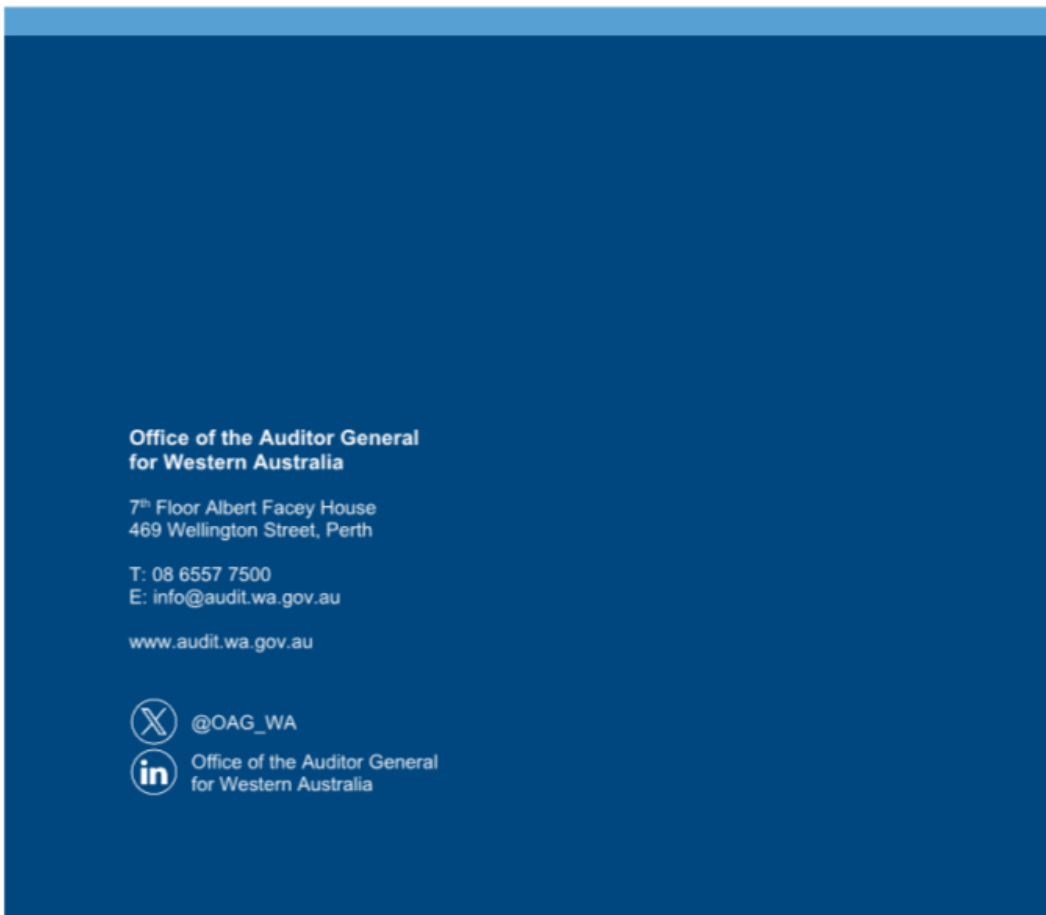 Office of the Auditor General
for Western Australia
7th Floor Albert Facey House
469 Wellington Street, Perth
T: 08 6557 7500
E: info@audit.wa.gov.au
www.audit.wa.gov.au
@OAG_WA
in Office of the Auditor General
for Western Australia